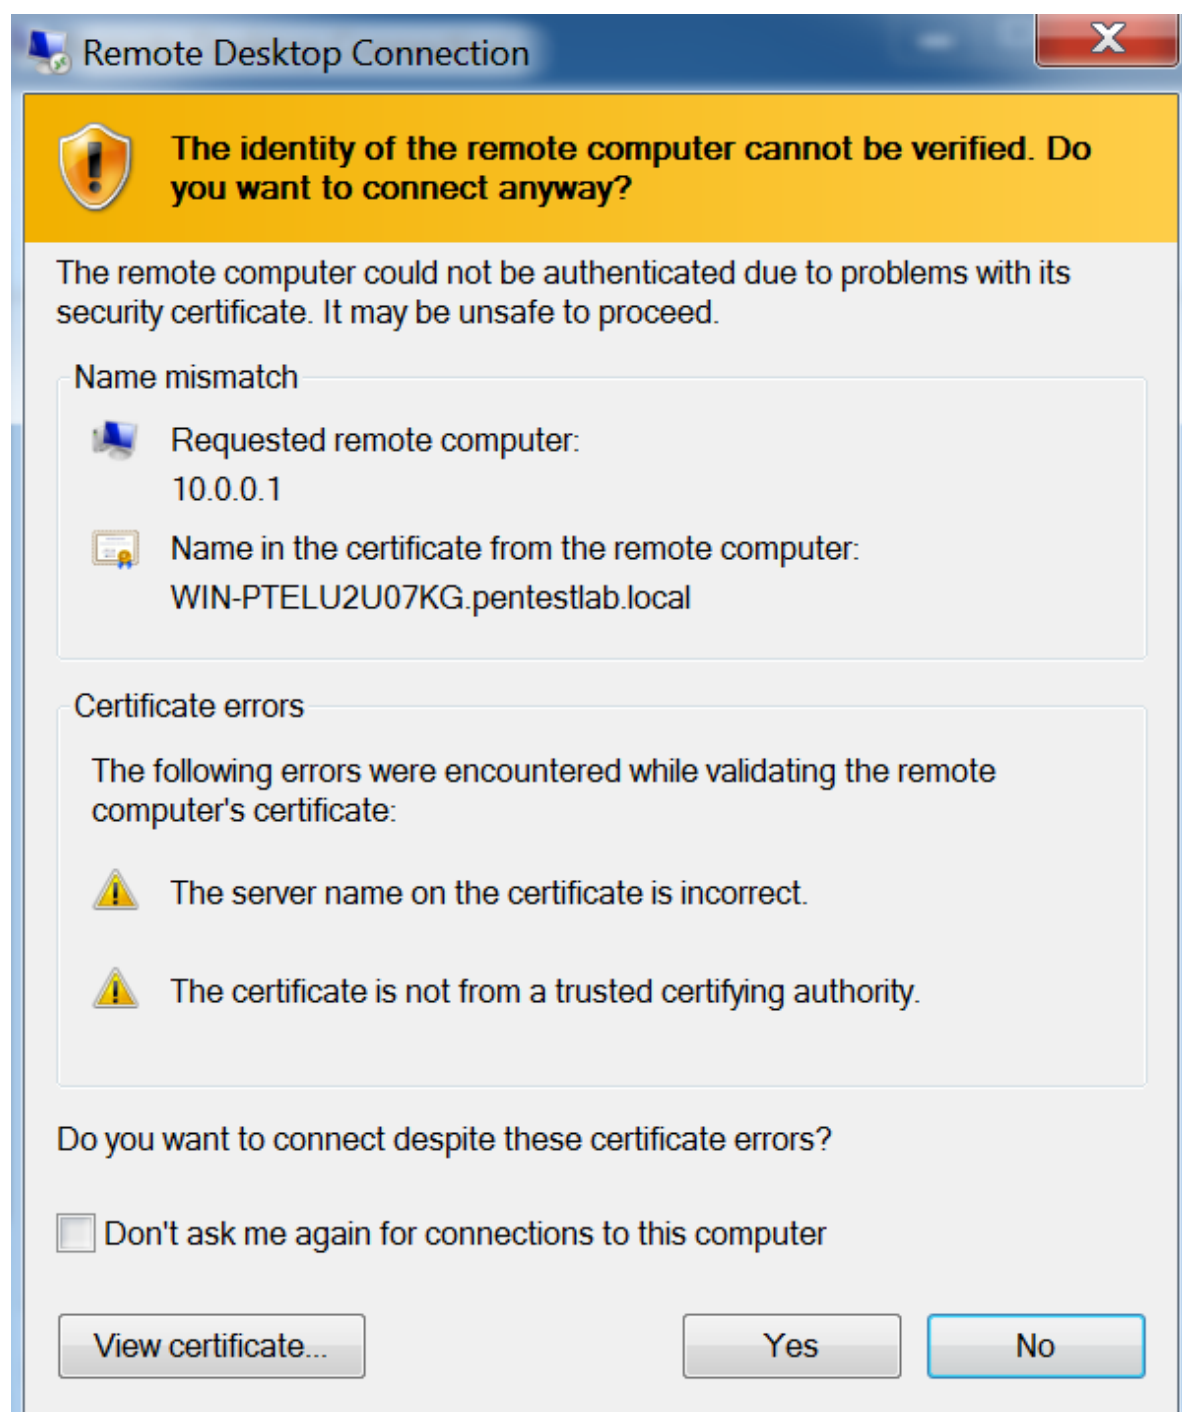 Remote Desktop Connection
The identity of the remote computer cannot be verified. Do
you want to connect anyway?
The remote computer could not be authenticated due to problems with its
security certificate. It may be unsafe to proceed.
Name mismatch
Requested remote computer:
10.0.0.1
Name in the certificate from the remote computer:
WIN-PTELU2U07KG.pentestlab.local
Certificate errors
The following errors were encountered while validating the remote
computer's certificate:
The server name on the certificate is incorrect.
The certificate is not from a trusted certifying authority.
Do you want to connect despite these certificate errors?
Don't ask me again for connections to this computer
View certificate...
Yes
No